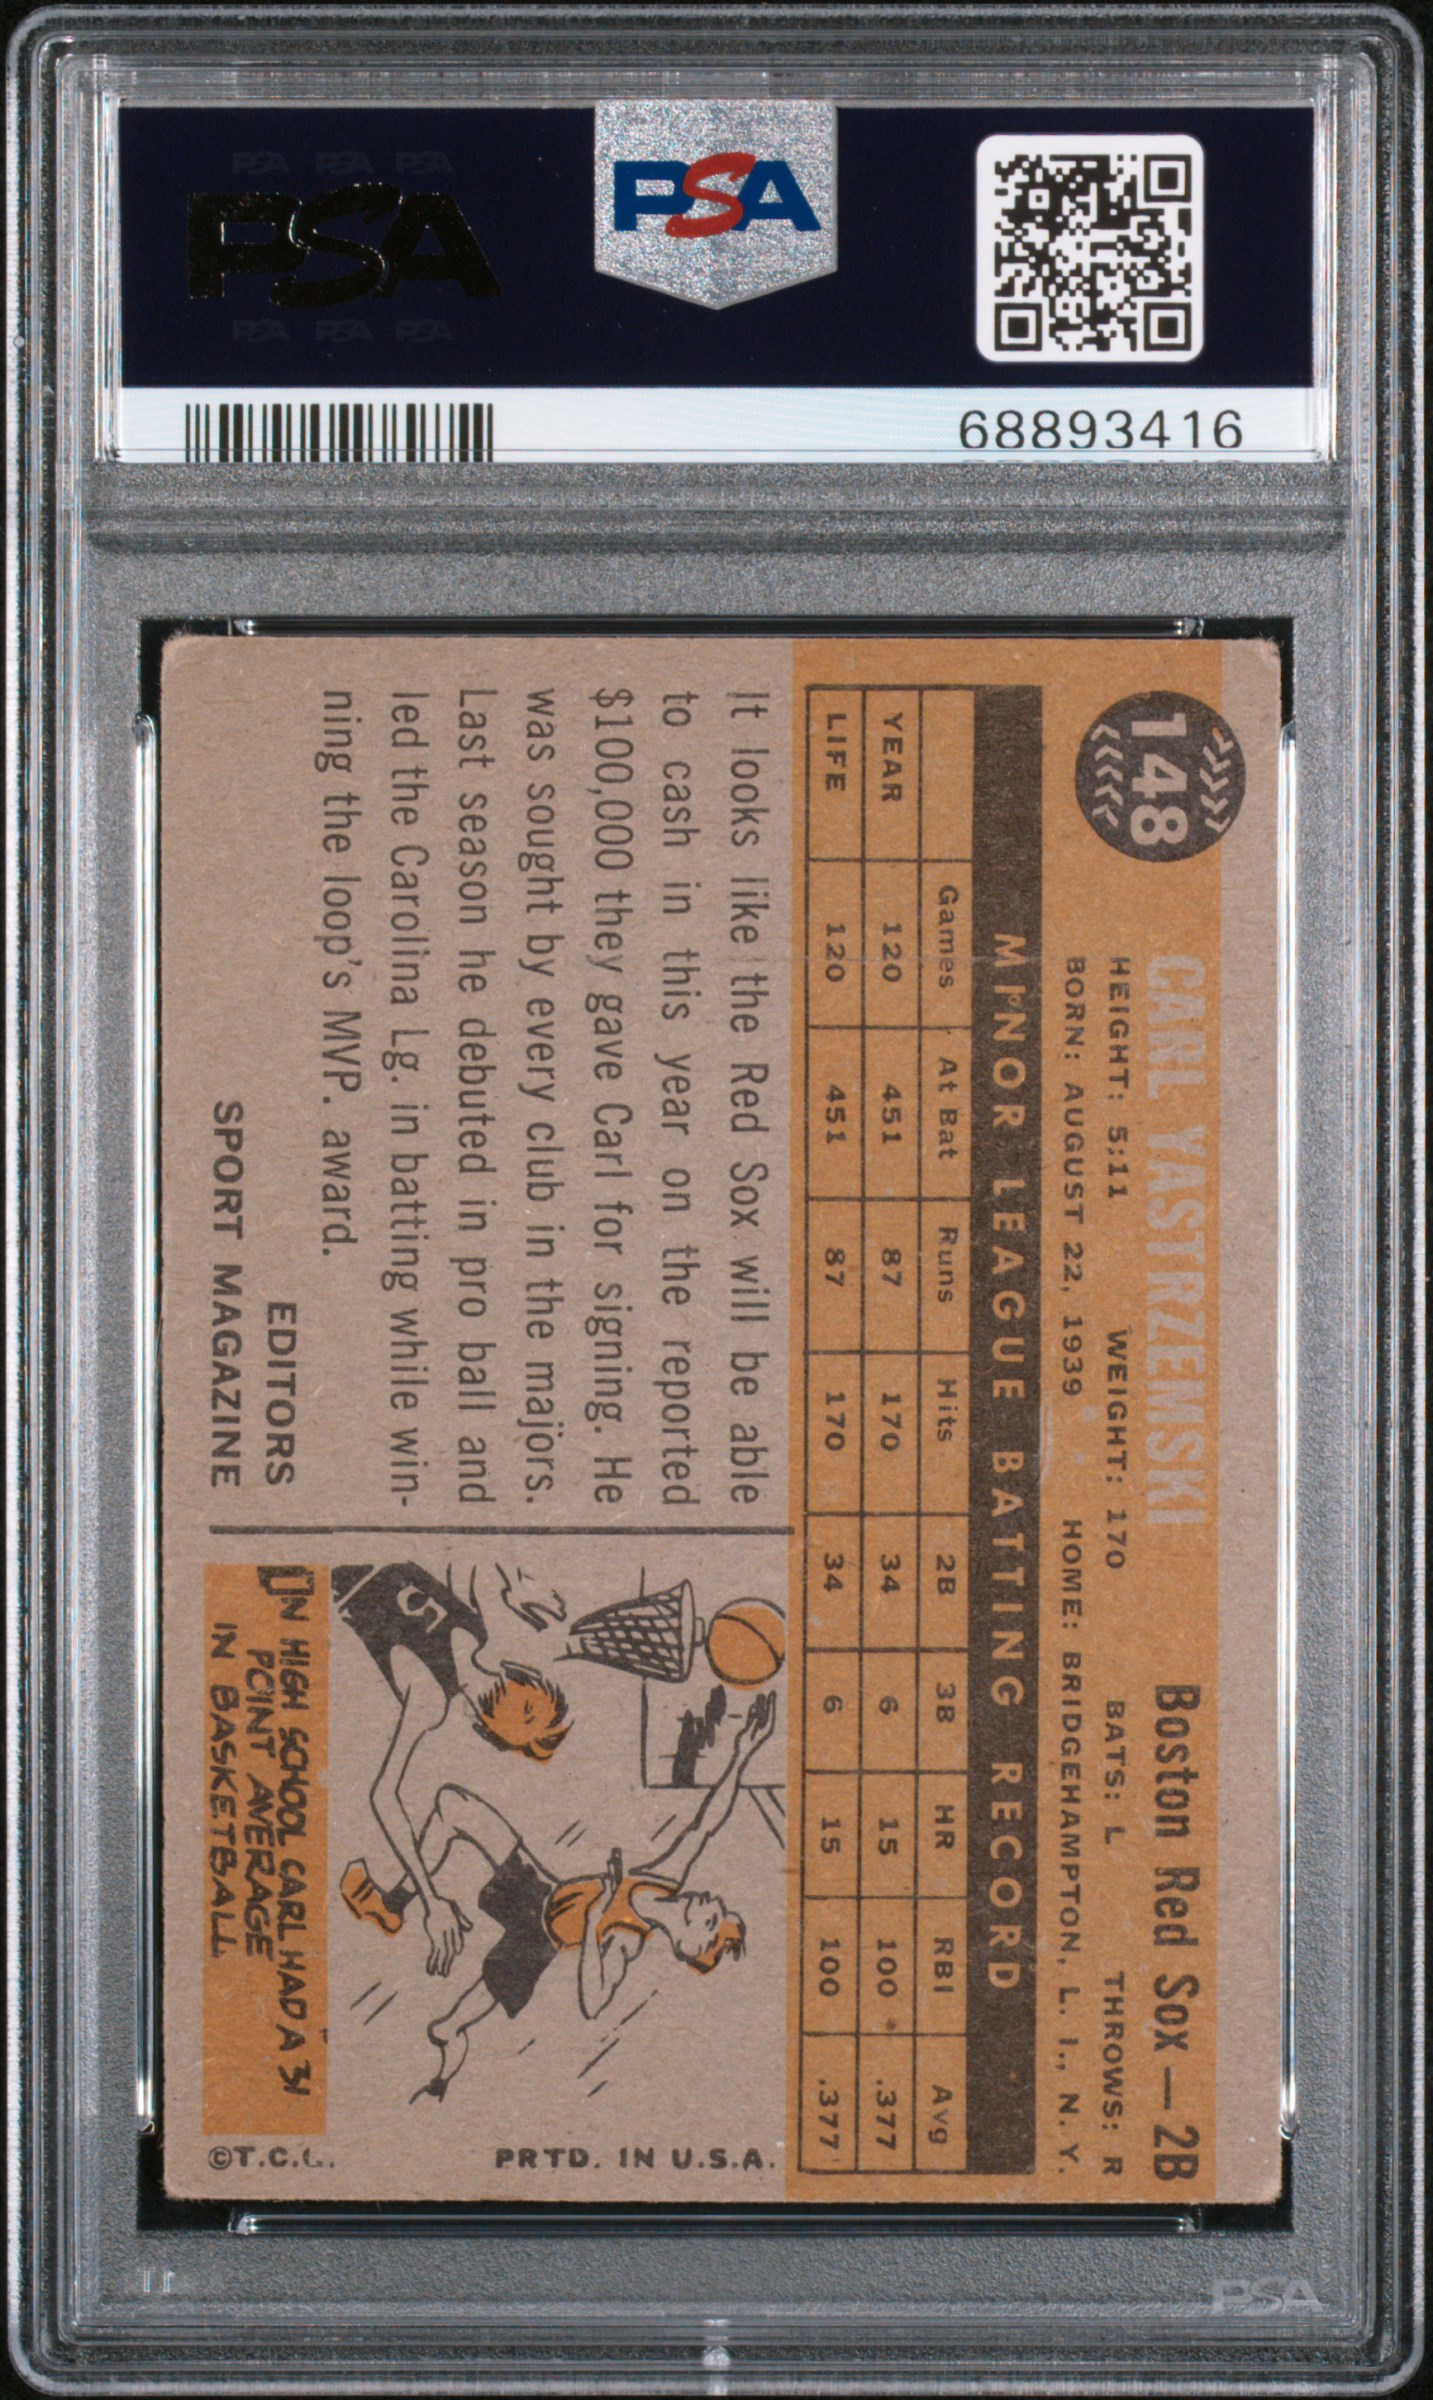 PSA PSA PSA
PSA
PSA PSA PSA
PSA
68893416
148
CARL YASTRZEMSKI Boston Red Sox — 2B
HEIGHT: 5;11 WEIGHT: 170 BATS: L THROWS: R
BORN: AUGUST 22, 1939 HOME: BRIDGEHAMPTON, L. I., N. Y.
MINOR LEAGUE BATTING RECORD
Games At Bat Runs Hits 2B 3B HR RBI Avg
YEAR 120 451 87 170 34 6 15 100 .377
LIFE 120 451 87 170 34 6 15 100 .377
It looks like the Red Sox will be able
to cash in this year on the reported
$100,000 they gave Carl for signing. He
was sought by every club in the majors.
Last season he debuted in pro ball and
led the Carolina Lg. in batting while win-
ning the loop's MVP. award.
EDITORS
SPORT MAGAZINE
5
IN HIGH SCHOOL CARL HAD A 31
POINT AVERAGE
IN BASKETBALL
©T.C.G. PRTD. IN U.S.A.
PSA